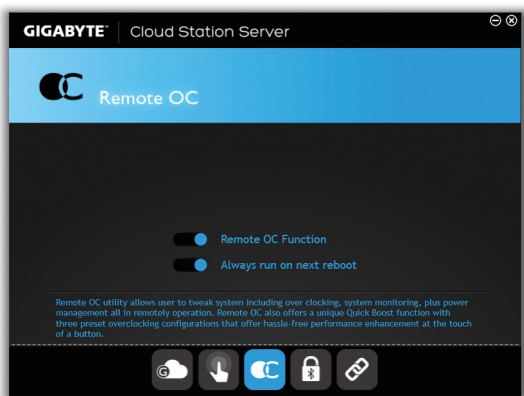 GIGABYTE™ Cloud Station Server
Remote OC
Remote OC Function
Always run on next reboot
Remote OC utility allows user to tweak system including over clocking, system monitoring, plus power
management all in remotely operation. Remote OC also offers a unique Quick Boost function with
three preset overclocking configurations that offer hassle-free performance enhancement at the touch
of a button.
G